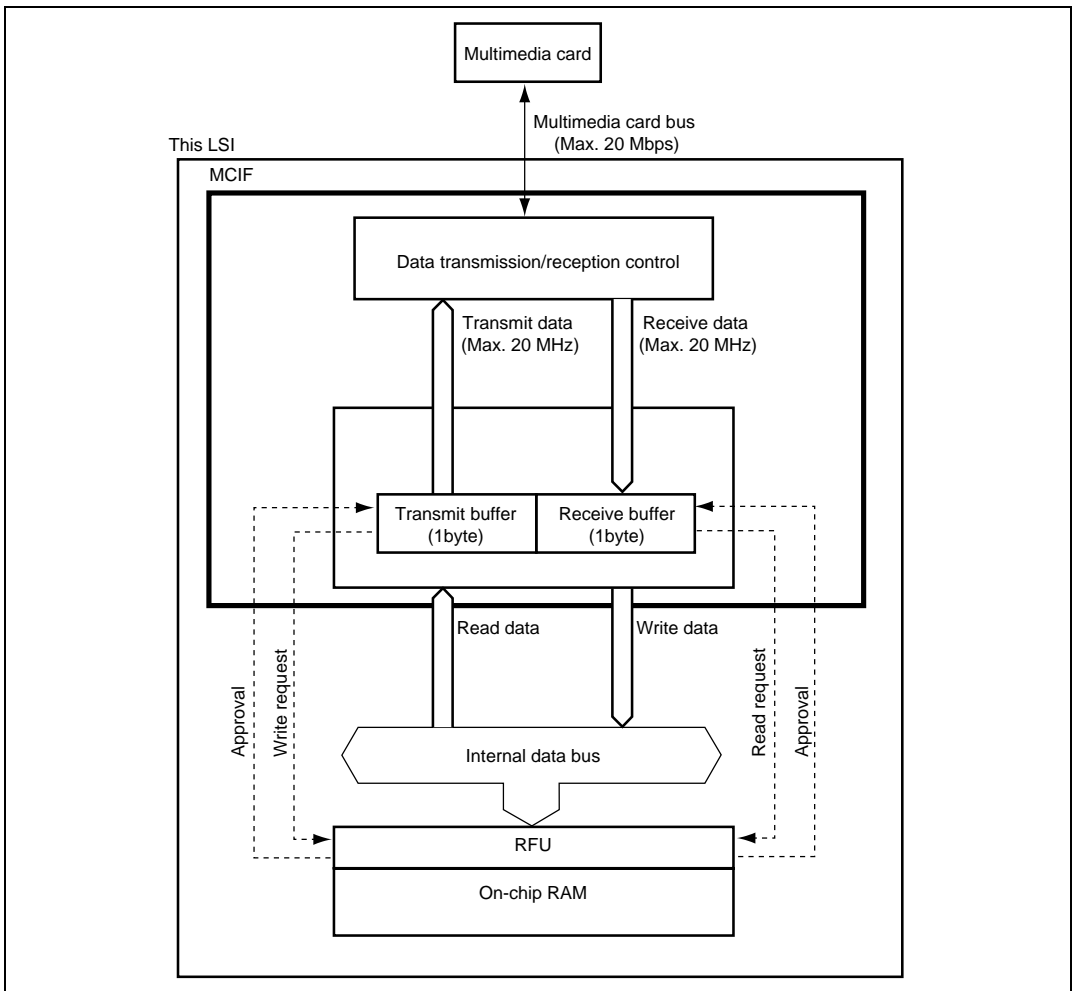 Multimedia card
Multimedia card bus
(Max. 20 Mbps)
This LSI
MCIF
Data transmission/reception control
Transmit data
(Max. 20 MHz)
Receive data
(Max. 20 MHz)
Transmit buffer
(1byte)
Receive buffer
(1byte)
Read data
Write data
Approval
Write request
Read request
Approval
Internal data bus
RFU
On-chip RAM